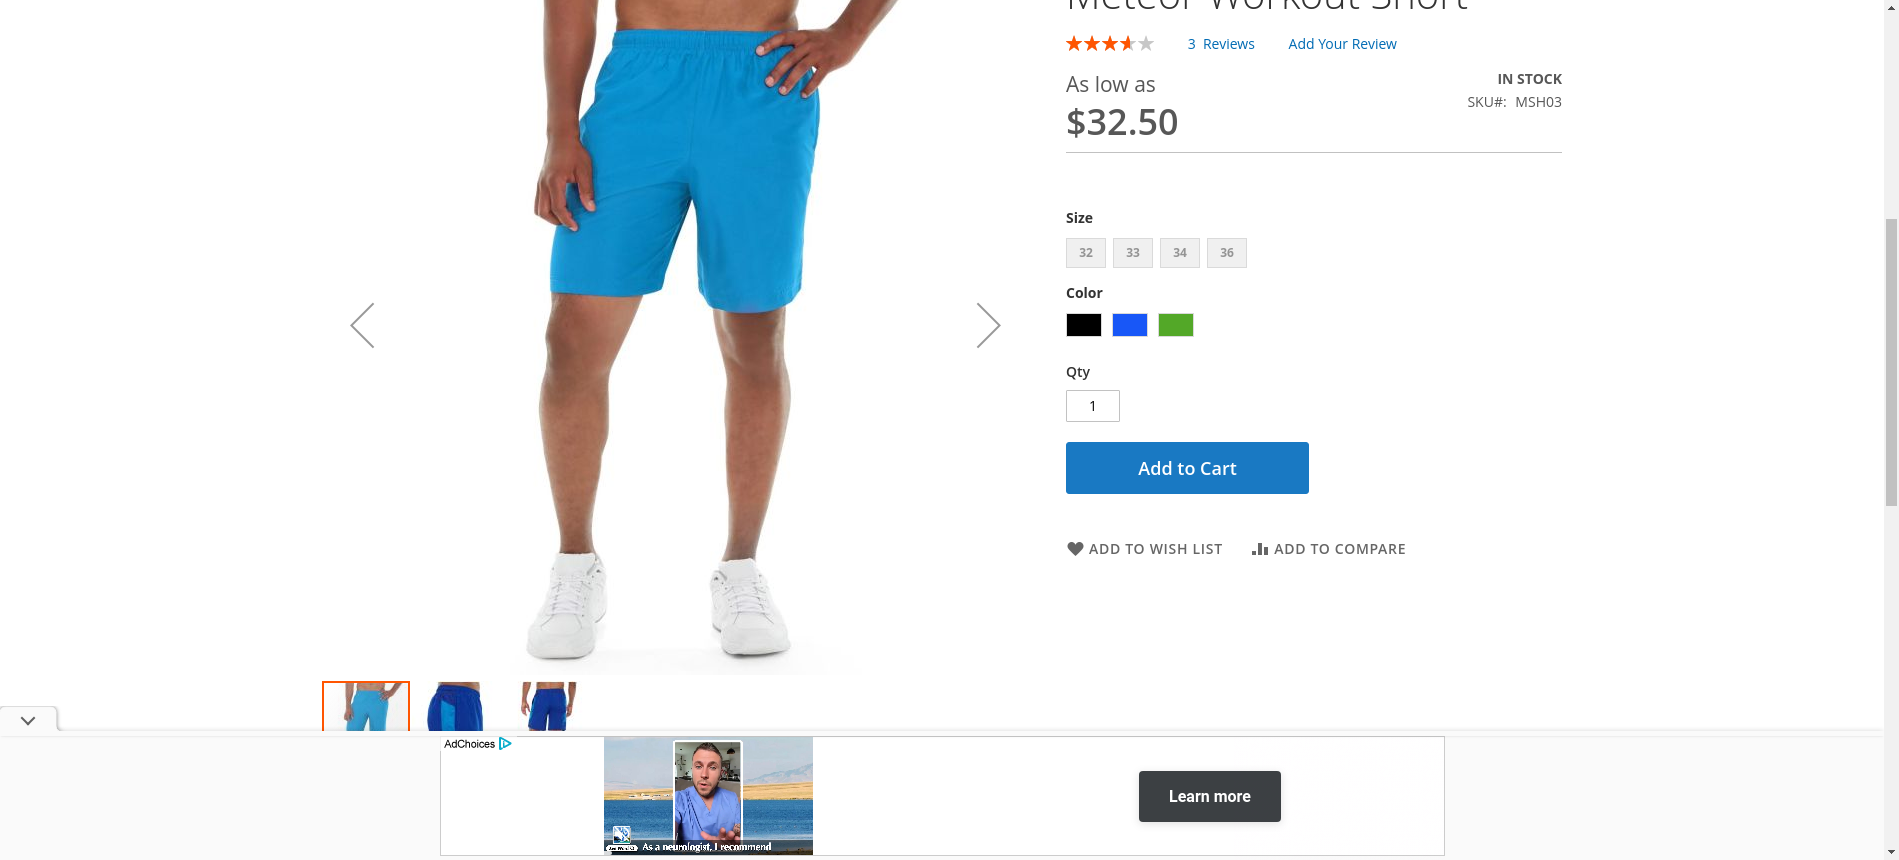 Meteor Workout Short
3 Reviews Add Your Review
As low as
$32.50
IN STOCK
SKU#: MSH03
Size
32 33 34 36
Color
Qty
1
Add to Cart
ADD TO WISH LIST ADD TO COMPARE
AdChoices
As a neurologist, I recommend
Learn more